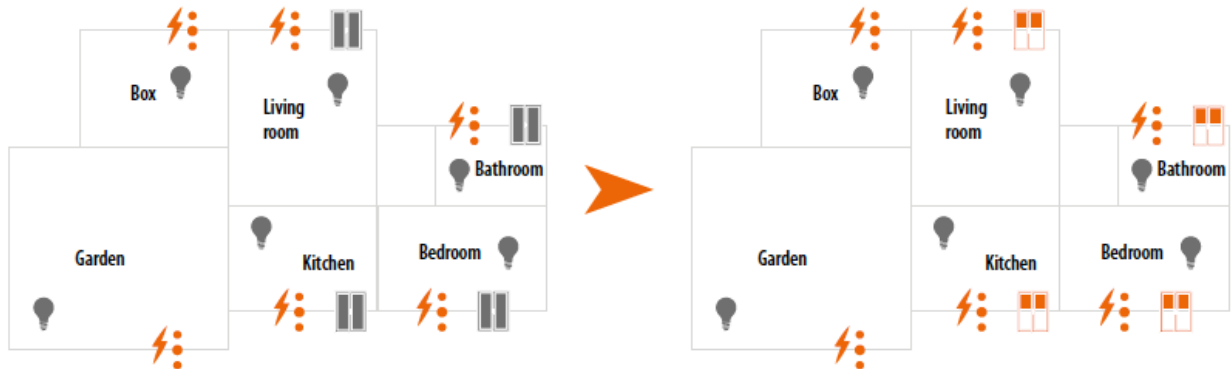 Box
Living
room
Bathroom
Garden
Kitchen
Bedroom
Box
Living
room
Bathroom
Garden
Kitchen
Bedroom